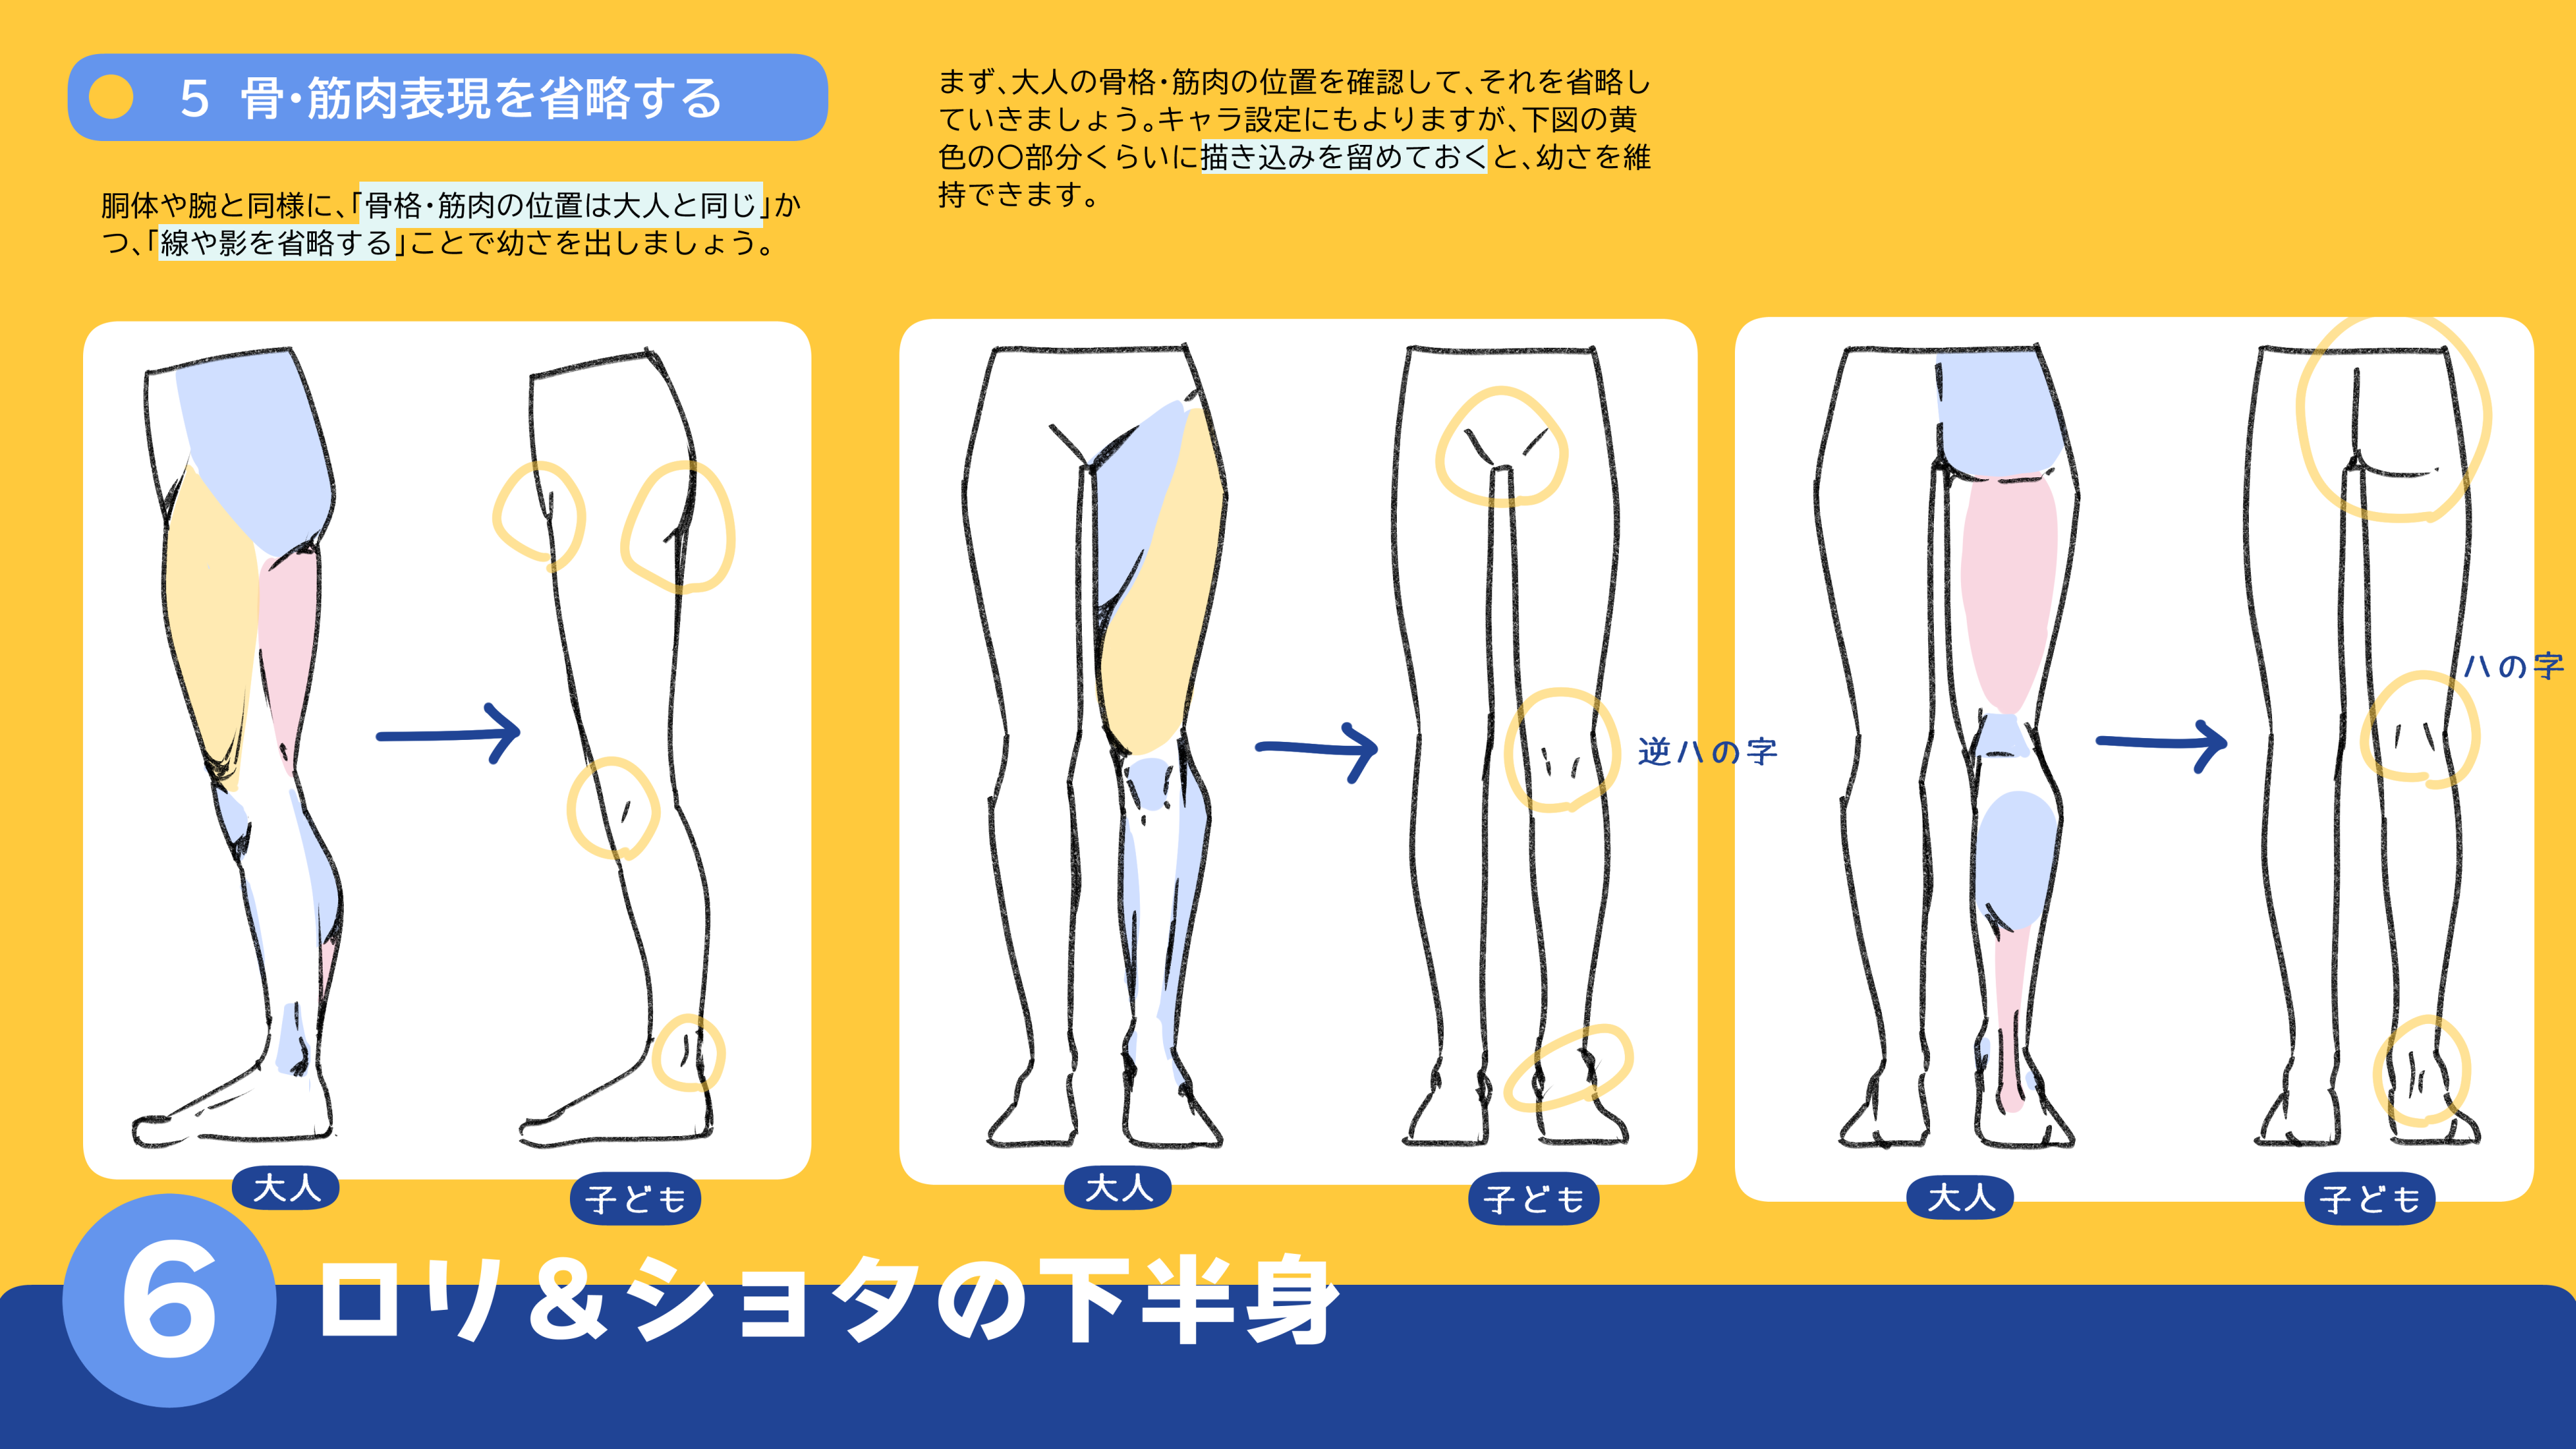 5 骨・筋肉表現を省略する
胴体や腕と同様に、「骨格・筋肉の位置は大人と同じ」か
つ、「線や影を省略する」ことで幼さを出しましょう。
まず、大人の骨格・筋肉の位置を確認して、それを省略し
ていきましょう。キャラ設定にもよりますが、下図の黄
色の〇部分くらいに描き込みを留めておくと、幼さを維
持できます。
逆ハの字
ハの字
大人
子ども
大人
子ども
大人
子ども
6 ロリ&ショタの下半身